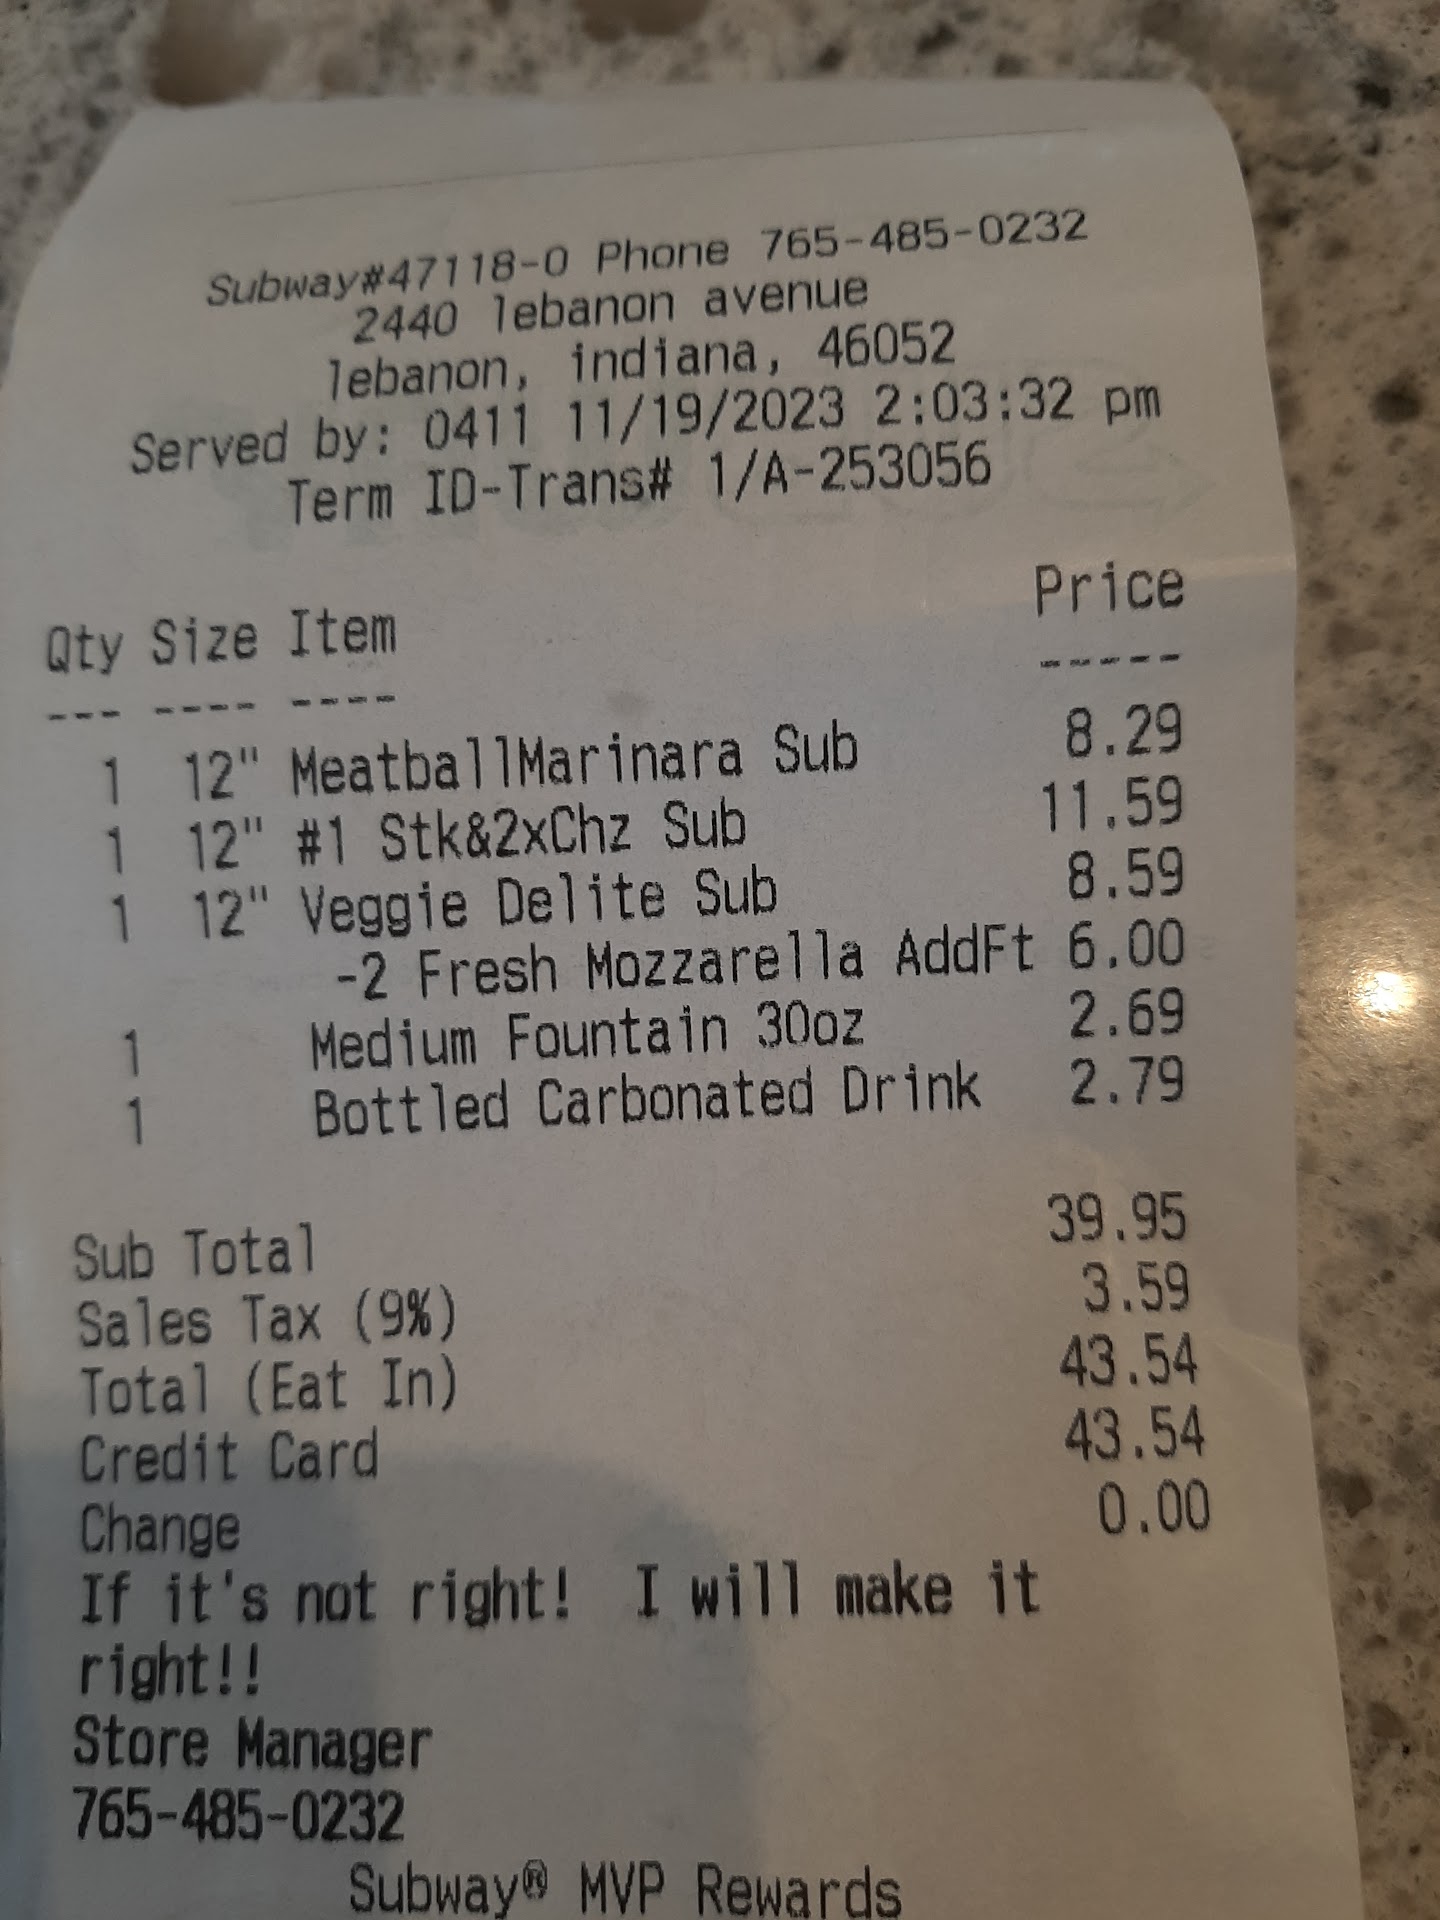 Subway#47118-0 Phone 765-485-0232
2440 lebanon avenue
lebanon, indiana, 46052
Served by: 0411 11/19/2023 2:03:32 pm
Term ID-Trans# 1/A-253056
Qty Size Item Price
--- ---- ---- -----
1 12" MeatballMarinara Sub 8.29
1 12" #1 Stk&2xChz Sub 11.59
1 12" Veggie Delite Sub 8.59
-2 Fresh Mozzarella AddFt 6.00
1 Medium Fountain 30oz 2.69
1 Bottled Carbonated Drink 2.79
Sub Total 39.95
Sales Tax (9%) 3.59
Total (Eat In) 43.54
Credit Card 43.54
Change 0.00
If it's not right! I will make it
right!!
Store Manager
765-485-0232
Subway® MVP Rewards